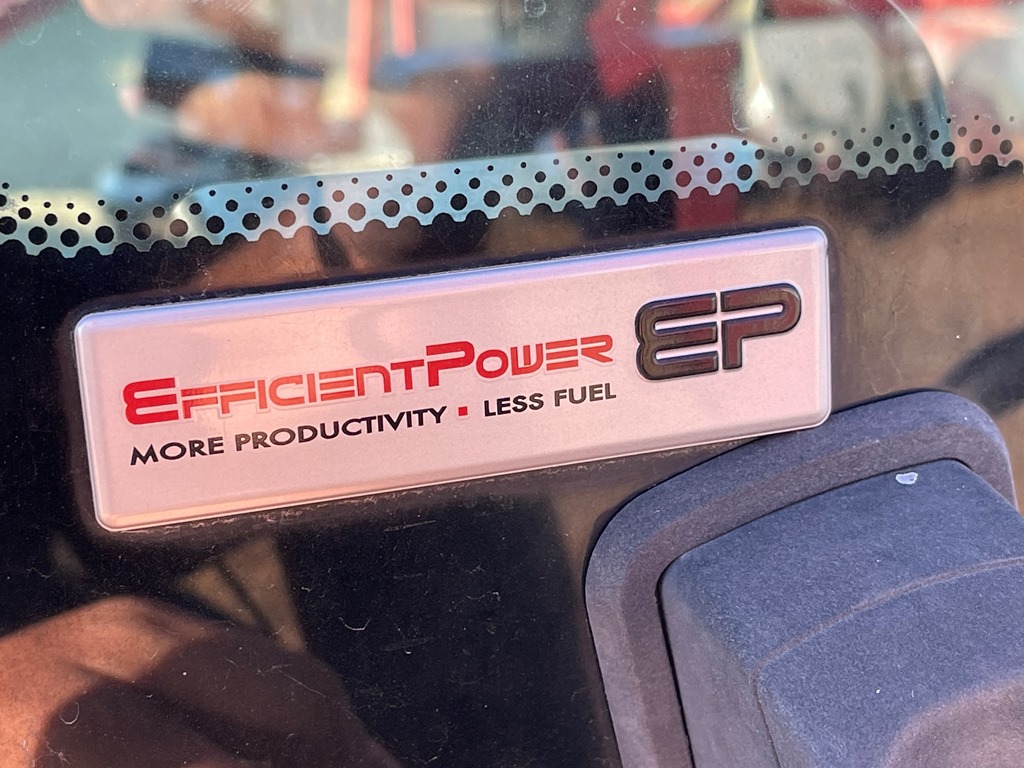 EFFICIENTPOWER EP
MORE PRODUCTIVITY ▪ LESS FUEL